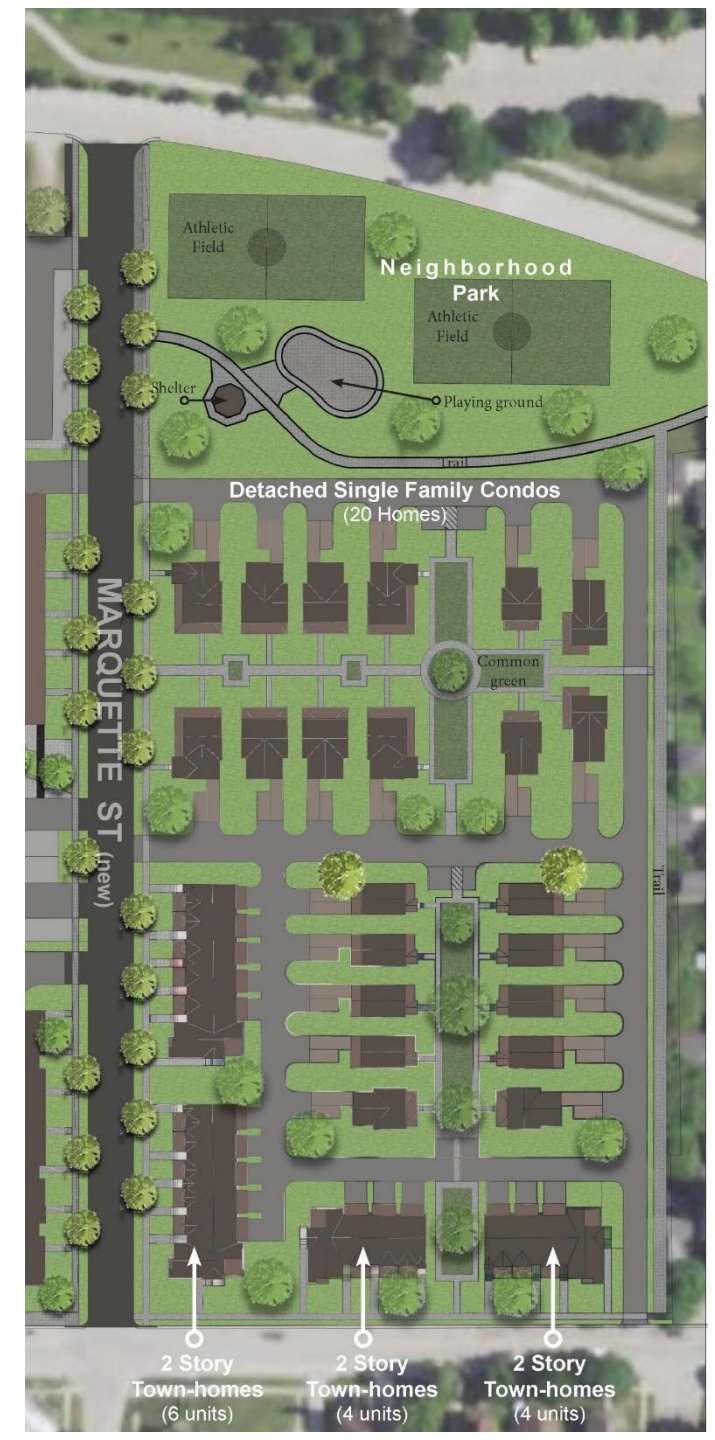 Athletic
Field
Neighborhood
Park
Athletic
Field
Shelter
Playing ground
Trail
Detached Single Family Condos
(20 Homes)
MARQUETTE ST (new)
Common
green
Trail
2 Story
Town-homes
(6 units)
2 Story
Town-homes
(4 units)
2 Story
Town-homes
(4 units)